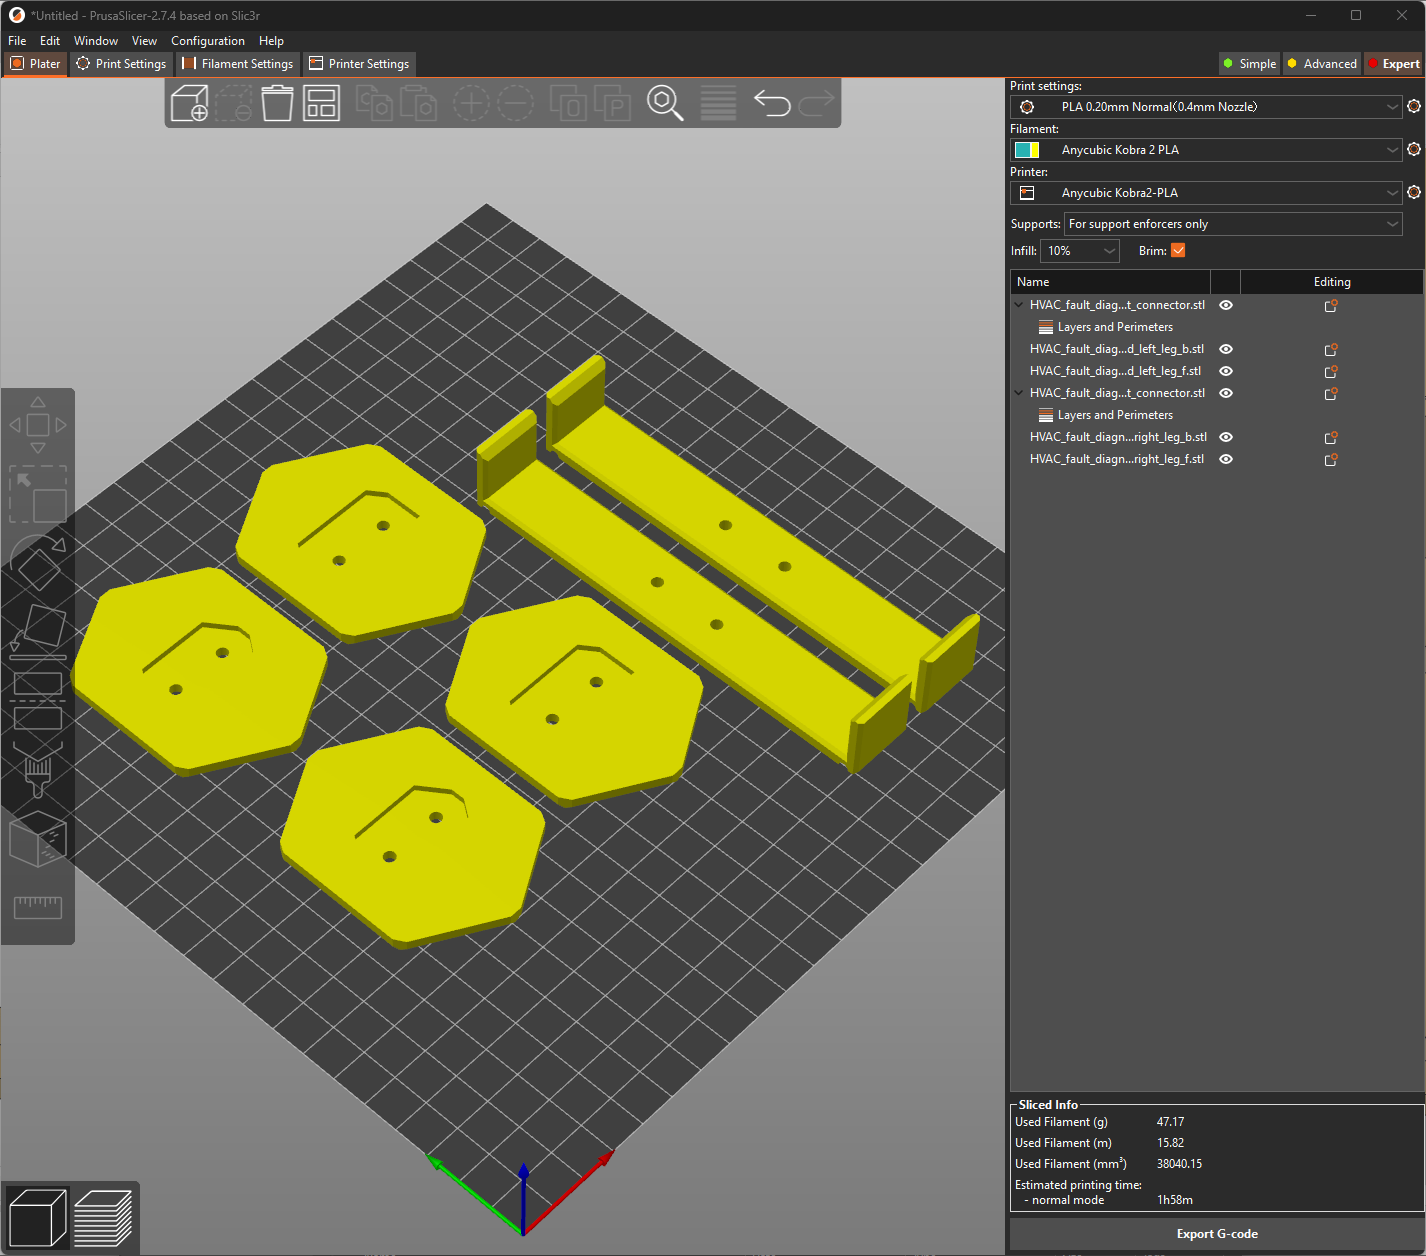 *Untitled - PrusaSlicer-2.7.4 based on Slic3r
File Edit Window View Configuration Help
Plater Print Settings Filament Settings Printer Settings Simple Advanced Expert
Print settings:
PLA 0.20mm Normal(0.4mm Nozzle)
Filament:
Anycubic Kobra 2 PLA
Printer:
Anycubic Kobra2-PLA
Supports: For support enforcers only
Infill: 10% Brim:
Name Editing
HVAC_fault_diag...t_connector.stl
Layers and Perimeters
HVAC_fault_diag...d_left_leg_b.stl
HVAC_fault_diag...d_left_leg_f.stl
HVAC_fault_diag...t_connector.stl
Layers and Perimeters
HVAC_fault_diagn...right_leg_b.stl
HVAC_fault_diagn...right_leg_f.stl
Sliced Info
Used Filament (g) 47.17
Used Filament (m) 15.82
Used Filament (mm³) 38040.15
Estimated printing time:
- normal mode 1h58m
Export G-code